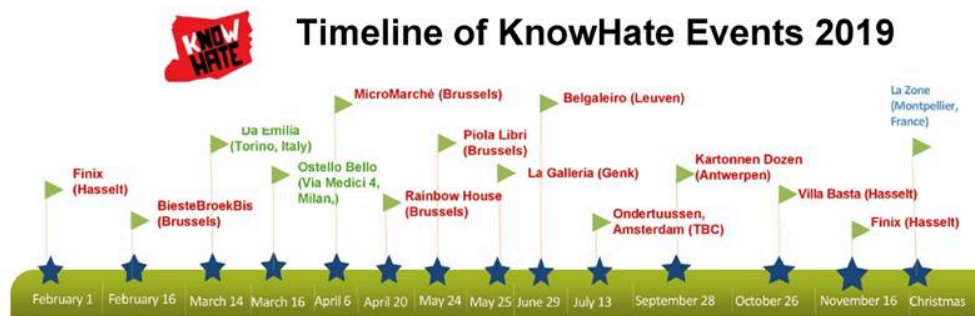 KNOW
HATE
Timeline of KnowHate Events 2019
Finix
(Hasselt)
BiesteBroekBis
(Brussels)
Da Emilia
(Torino, Italy)
Ostello Bello
(Via Medici 4,
Milan,)
MicroMarché (Brussels)
Rainbow House
(Brussels)
Piola Libri
(Brussels)
La Galleria (Genk)
Belgaleiro (Leuven)
Ondertuussen,
Amsterdam (TBC)
Kartonnen Dozen
(Antwerpen)
Villa Basta (Hasselt)
Finix (Hasselt)
La Zone
(Montpellier,
France)
February 1
February 16
March 14
March 16
April 6
April 20
May 24
May 25
June 29
July 13
September 28
October 26
November 16
Christmas